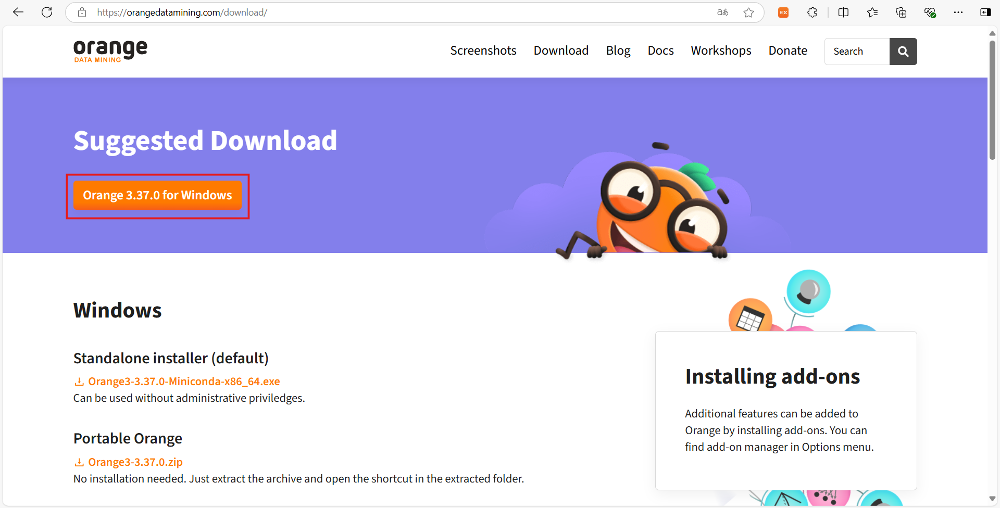 https://orangedatamining.com/download/
aあ
EX
orange
DATA MINING
Screenshots Download Blog Docs Workshops Donate Search
Suggested Download
Orange 3.37.0 for Windows
Windows
Standalone installer (default)
Orange3-3.37.0-Miniconda-x86_64.exe
Can be used without administrative priviledges.
Portable Orange
Orange3-3.37.0.zip
No installation needed. Just extract the archive and open the shortcut in the extracted folder.
Installing add-ons
Additional features can be added to
Orange by installing add-ons. You can
find add-on manager in Options menu.